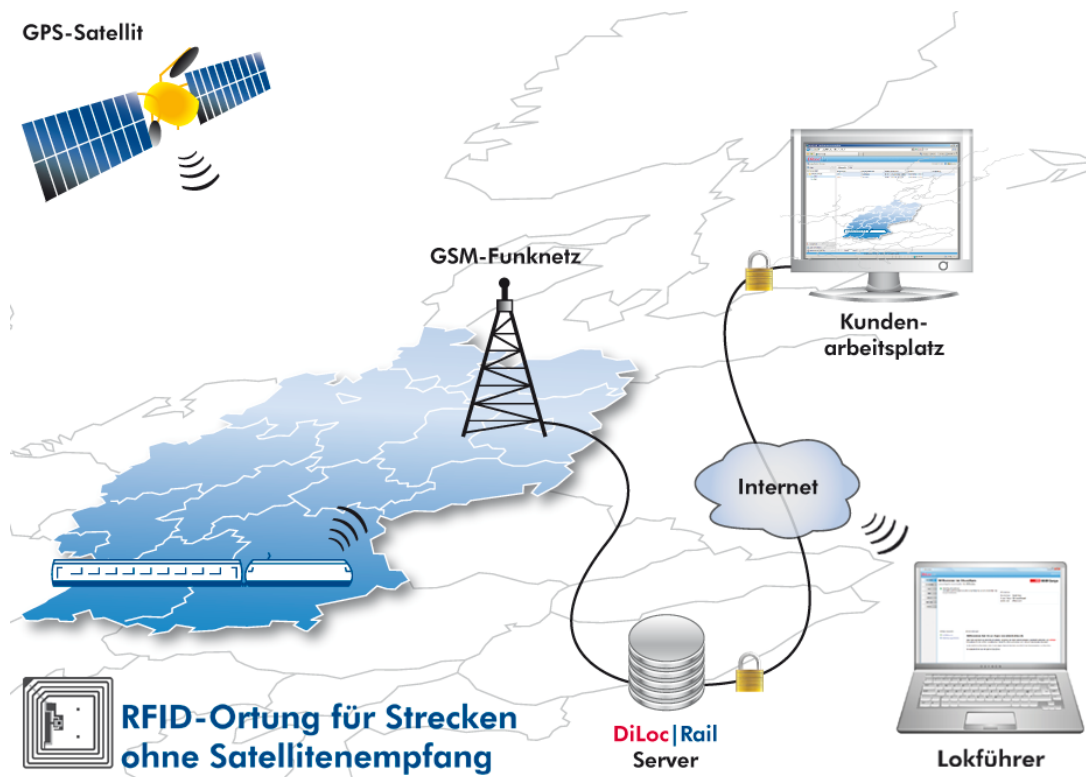 GPS-Satellit
GSM-Funknetz
Kunden-
arbeitsplatz
Internet
RFID-Ortung für Strecken
ohne Satellitenempfang
DiLoc|Rail
Server
Lokführer